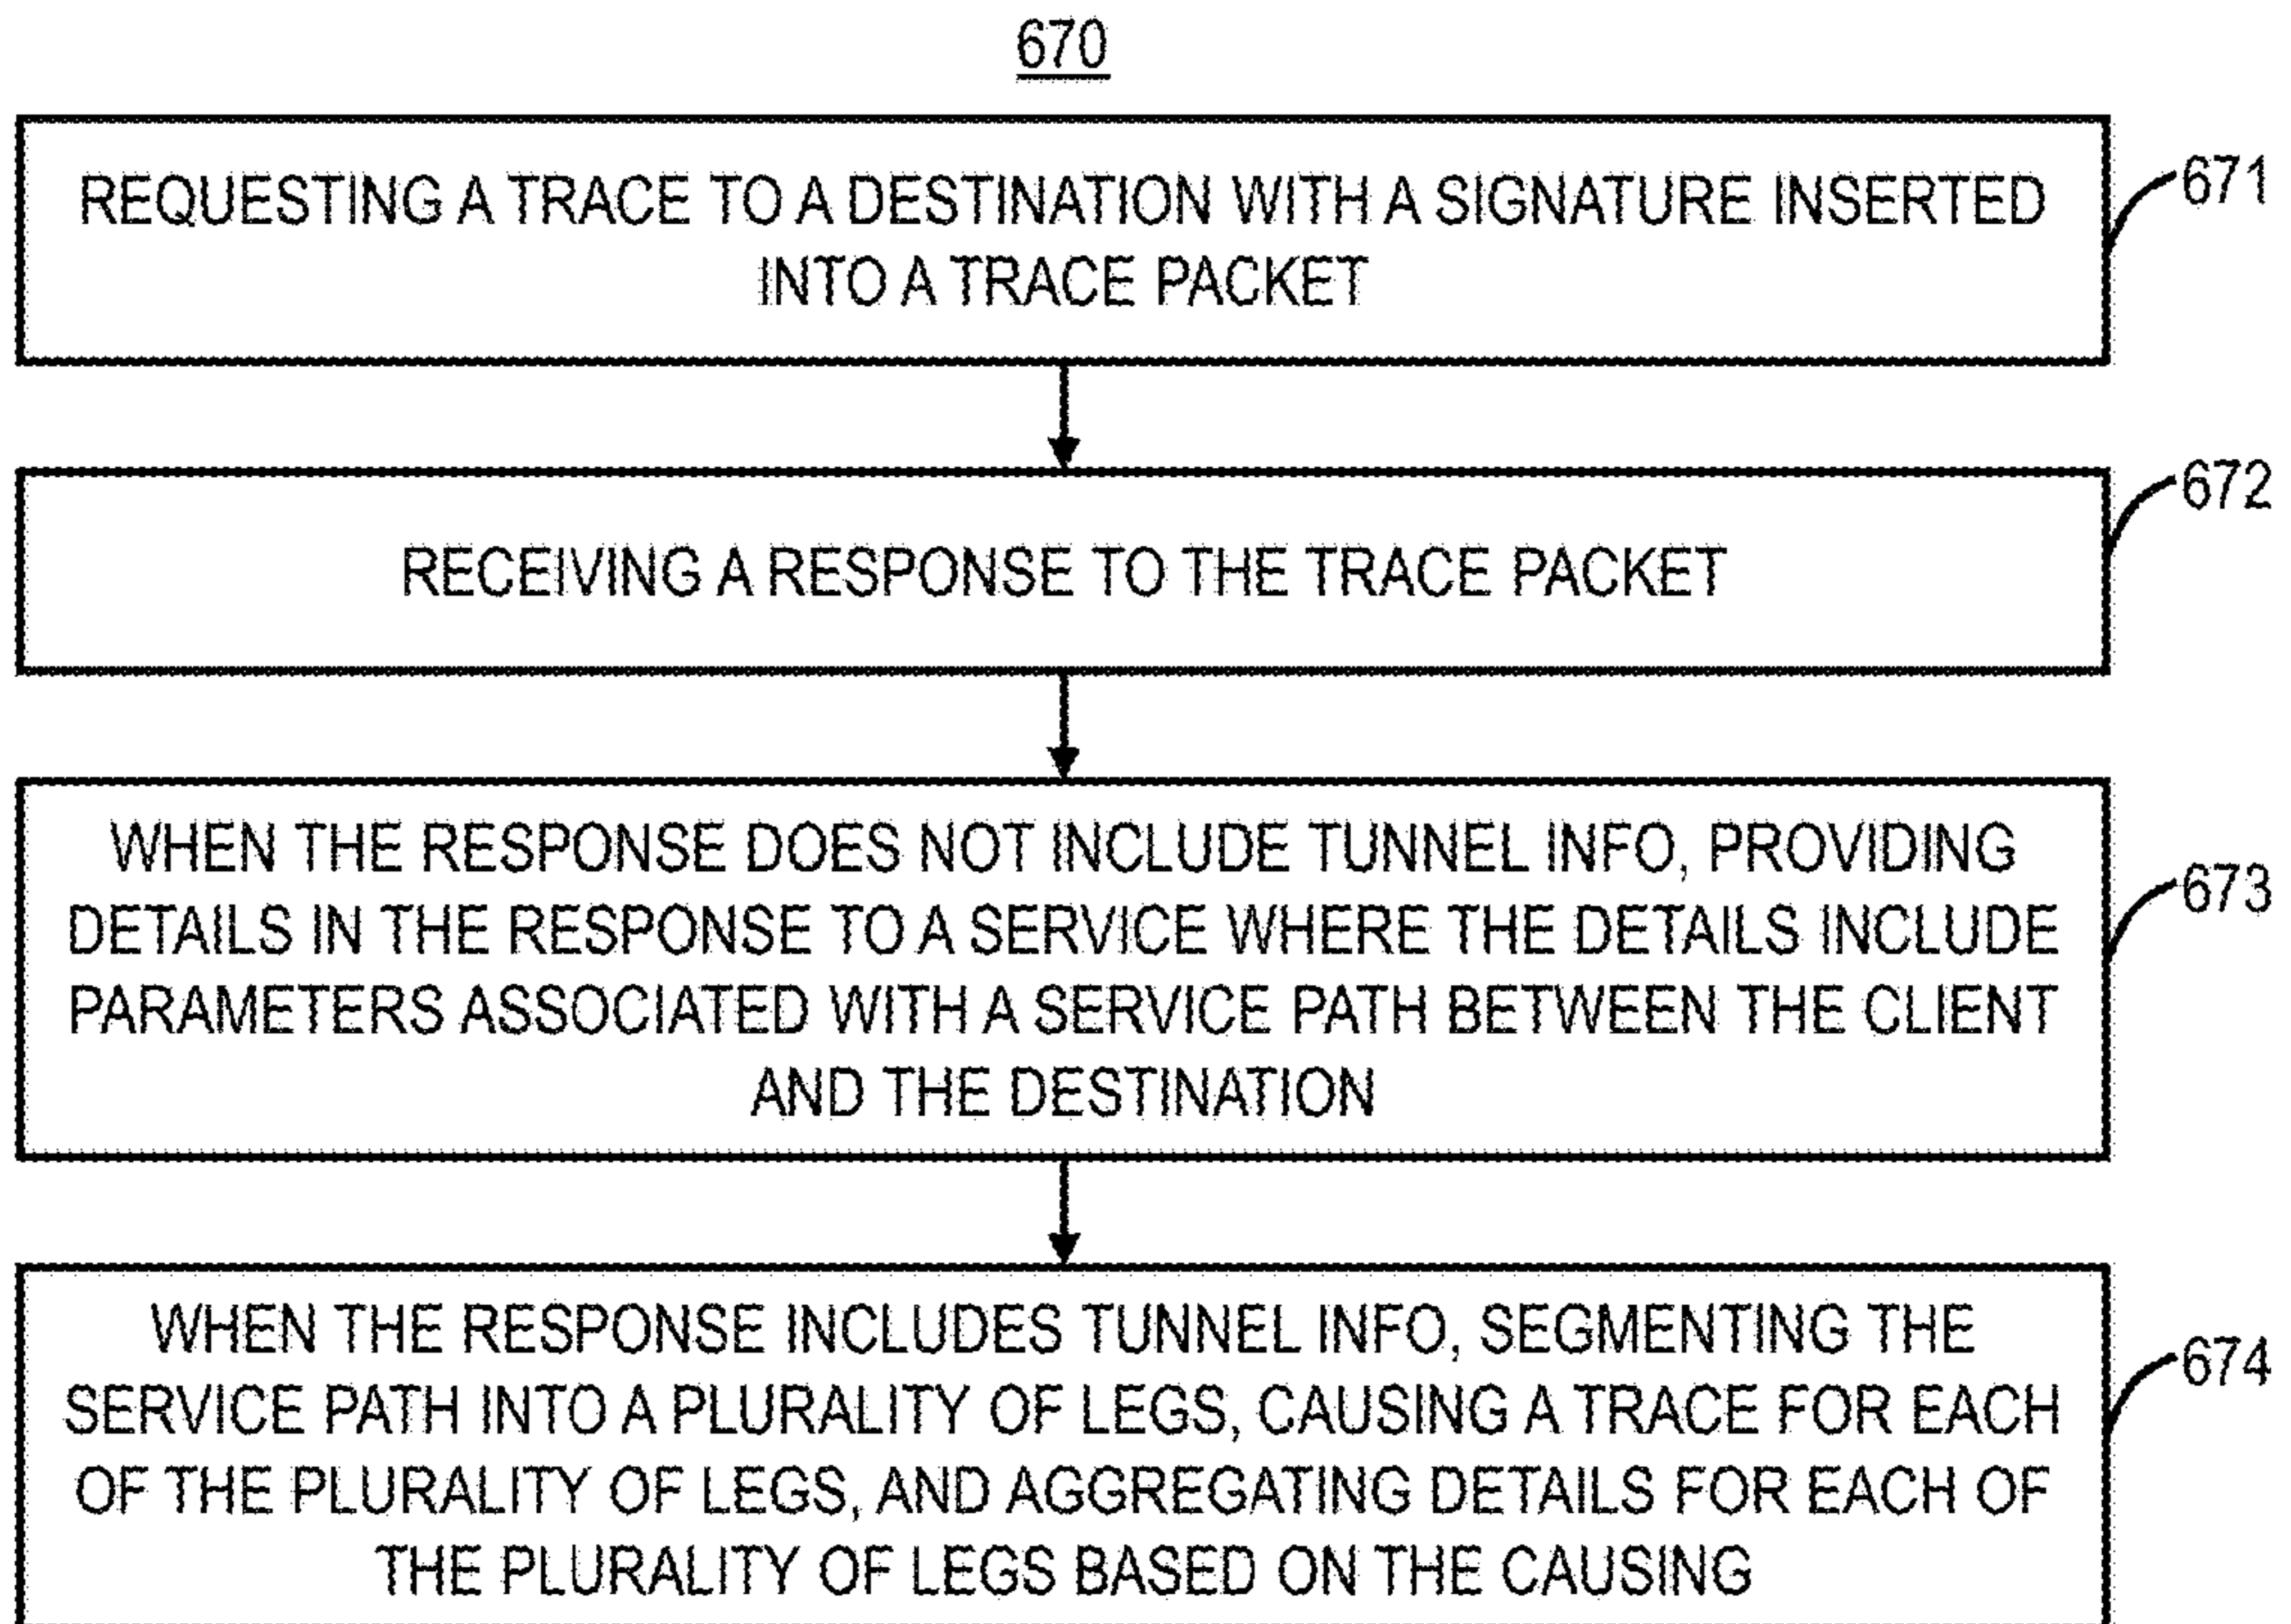 670
REQUESTING A TRACE TO A DESTINATION WITH A SIGNATURE INSERTED
INTO A TRACE PACKET
671
RECEIVING A RESPONSE TO THE TRACE PACKET
672
WHEN THE RESPONSE DOES NOT INCLUDE TUNNEL INFO, PROVIDING
DETAILS IN THE RESPONSE TO A SERVICE WHERE THE DETAILS INCLUDE
PARAMETERS ASSOCIATED WITH A SERVICE PATH BETWEEN THE CLIENT
AND THE DESTINATION
673
WHEN THE RESPONSE INCLUDES TUNNEL INFO, SEGMENTING THE
SERVICE PATH INTO A PLURALITY OF LEGS, CAUSING A TRACE FOR EACH
OF THE PLURALITY OF LEGS, AND AGGREGATING DETAILS FOR EACH OF
THE PLURALITY OF LEGS BASED ON THE CAUSING
674